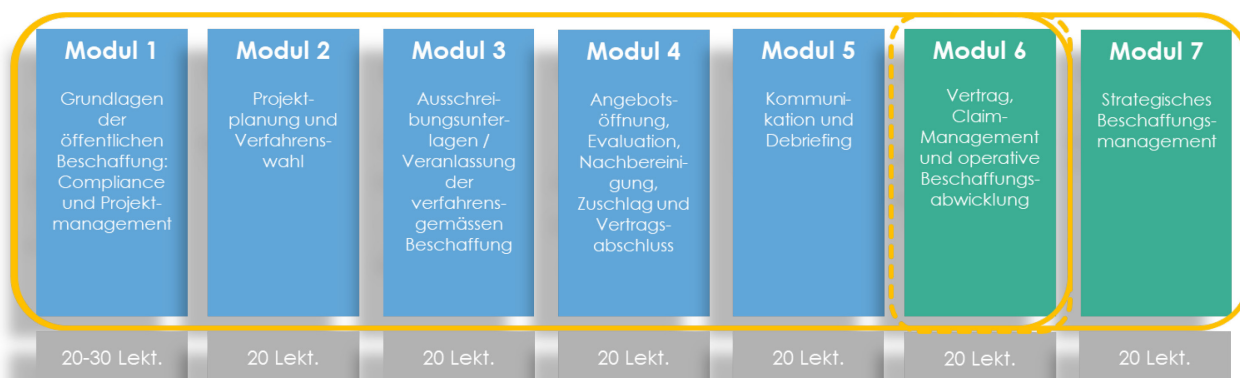 Modul 1
Grundlagen
der
öffentlichen
Beschaffung:
Compliance
und Projekt-
management
20-30 Lekt.
Modul 2
Projekt-
planung und
Verfahrens-
wahl
20 Lekt.
Modul 3
Ausschrei-
bungsunter-
lagen /
Veranlassung
der
verfahrens-
gemässen
Beschaffung
20 Lekt.
Modul 4
Angebots-
öffnung,
Evaluation,
Nachbereini-
gung,
Zuschlag und
Vertrags-
abschluss
20 Lekt.
Modul 5
Kommuni-
kation und
Debriefing
20 Lekt.
Modul 6
Vertrag,
Claim-
Management
und operative
Beschaffungs-
abwicklung
20 Lekt.
Modul 7
Strategisches
Beschaffungs-
management
20 Lekt.